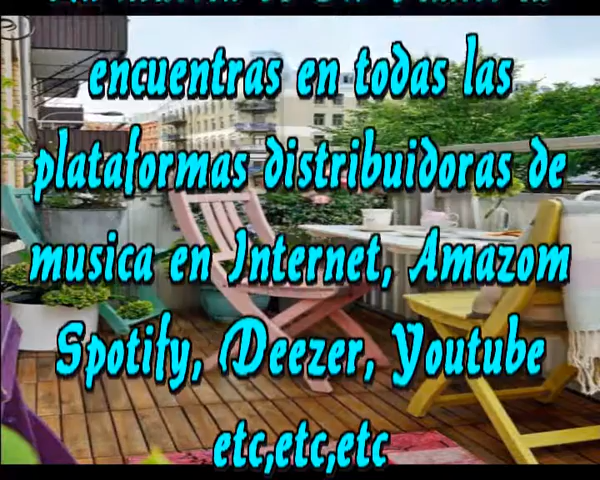 encuentras en todas las
plataformas distribuidoras de
musica en Internet, Amazom
Spotify, Deezer, Youtube
etc,etc,etc